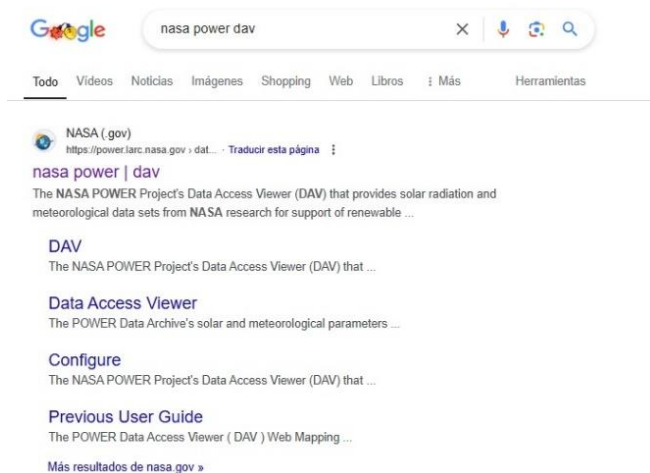 Google
nasa power dav
Todo Vídeos Noticias Imágenes Shopping Web Libros Más Herramientas
NASA (.gov)
https://power.larc.nasa.gov › dat... · Traducir esta página
nasa power | dav
The NASA POWER Project's Data Access Viewer (DAV) that provides solar radiation and
meteorological data sets from NASA research for support of renewable ...
DAV
The NASA POWER Project's Data Access Viewer (DAV) that ...
Data Access Viewer
The POWER Data Archive's solar and meteorological parameters ...
Configure
The NASA POWER Project's Data Access Viewer (DAV) that ...
Previous User Guide
The POWER Data Access Viewer ( DAV ) Web Mapping ...
Más resultados de nasa.gov »